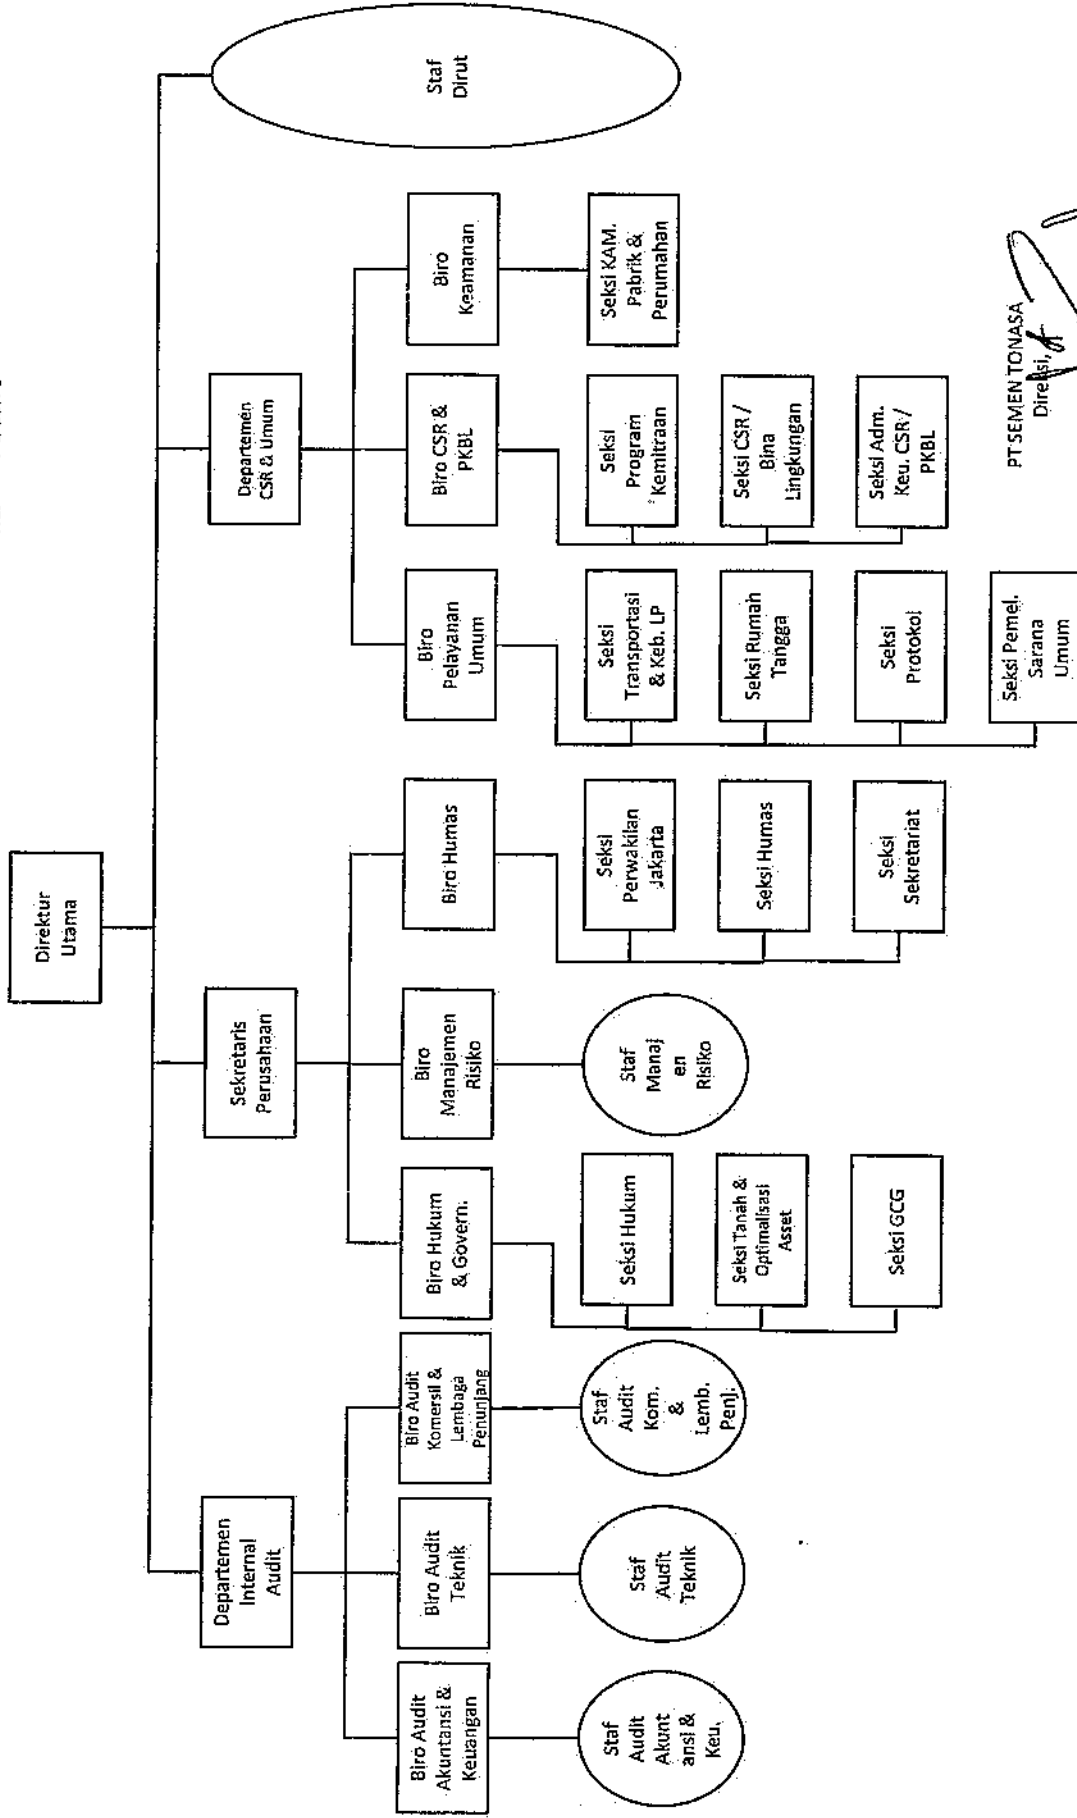 Direktur
Utama
Departemen
Internal
Audit
Sekretaris
Perusahaan
Departemen
CSR & Umum
Staf
Dirut
Biro Audit
Akuntansi &
Keuangan
Biro Audit
Teknik
Biro Audit
Komersil &
Lembaga
Penunjang
Biro Hukum
& Govern.
Biro
Manajemen
Risiko
Biro Humas
Biro
Pelayanan
Umum
Biro CSR &
PKBL
Biro
Keamanan
Staf
Audit
Akunt
ansi &
Keu.
Staf
Audit
Teknik
Staf
Audit
Kom.
&
Lemb.
Penj.
Seksi Hukum
Seksi Tanah &
Optimalisasi
Asset
Seksi GCG
Staf
Manaj
en
Risiko
Seksi
Perwakilan
Jakarta
Seksi Humas
Seksi
Sekretariat
Seksi
Transportasi
& Keb. LP
Seksi Rumah
Tangga
Seksi
Protokol
Seksi Pemel.
Sarana
Umum
Seksi
Program
Kemitraan
Seksi CSR /
Bina
Lingkungan
Seksi Adm.
Keu. CSR /
PKBL
Seksi KAM.
Pabrik &
Perumahan
PT SEMEN TONASA
Direksi,